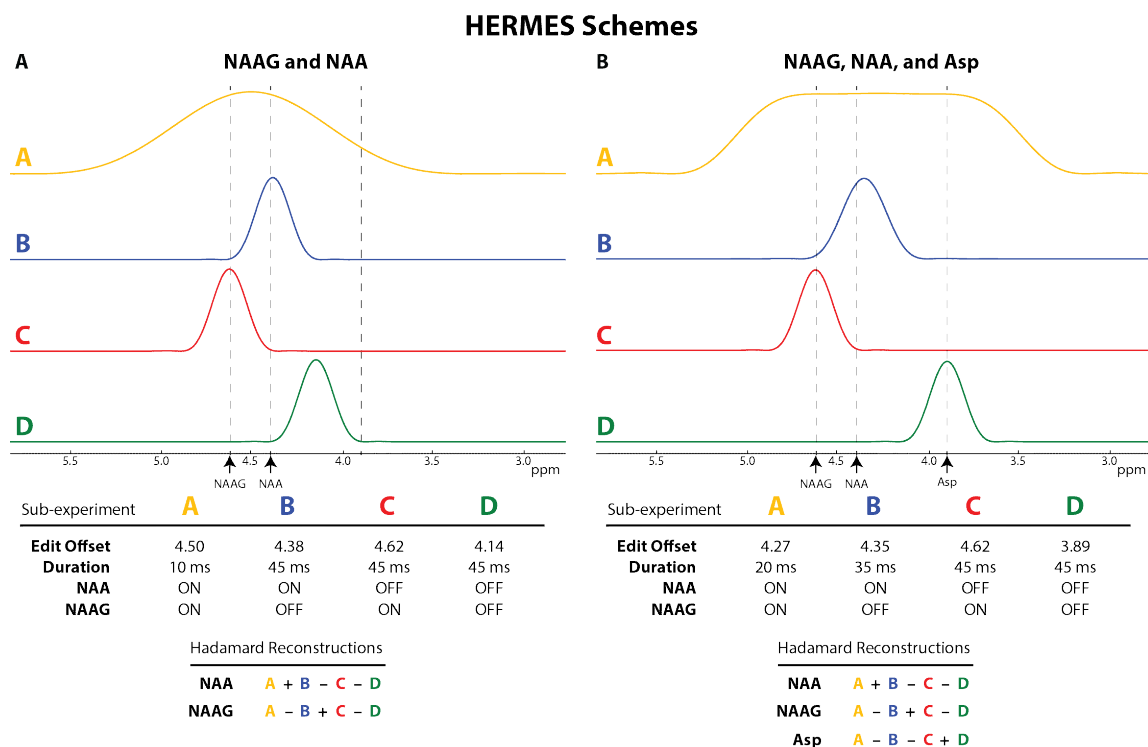 HERMES Schemes
A NAAG and NAA
A
B
C
D
5.5 5.0 4.5 4.0 3.5 3.0
ppm
NAAG NAA
Sub-experiment A B C D
Edit Offset 4.50 4.38 4.62 4.14
Duration 10 ms 45 ms 45 ms 45 ms
NAA ON ON OFF OFF
NAAG ON OFF ON OFF
Hadamard Reconstructions
NAA A + B – C – D
NAAG A – B + C – D
B NAAG, NAA, and Asp
A
B
C
D
5.5 5.0 4.5 4.0 3.5 3.0
ppm
NAAG NAA Asp
Sub-experiment A B C D
Edit Offset 4.27 4.35 4.62 3.89
Duration 20 ms 35 ms 45 ms 45 ms
NAA ON ON OFF OFF
NAAG ON OFF ON OFF
Hadamard Reconstructions
NAA A + B – C – D
NAAG A – B + C – D
Asp A – B – C + D